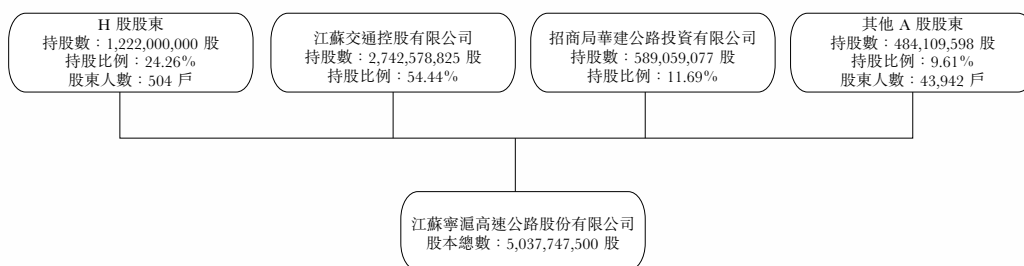 H 股股東
持股數：1,222,000,000 股
持股比例：24.26%
股東人數：504 戶
江蘇交通控股有限公司
持股數：2,742,578,825 股
持股比例：54.44%
招商局華建公路投資有限公司
持股數：589,059,077 股
持股比例：11.69%
其他 A 股股東
持股數：484,109,598 股
持股比例：9.61%
股東人數：43,942 戶
江蘇寧滬高速公路股份有限公司
股本總數：5,037,747,500 股